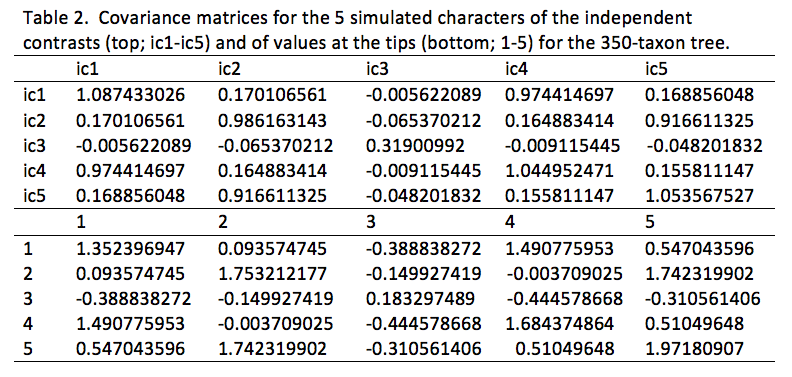 Table 2. Covariance matrices for the 5 simulated characters of the independent
contrasts (top; ic1-ic5) and of values at the tips (bottom; 1-5) for the 350-taxon tree.
ic1 ic2 ic3 ic4 ic5
ic1 1.087433026 0.170106561 -0.005622089 0.974414697 0.168856048
ic2 0.170106561 0.986163143 -0.065370212 0.164883414 0.916611325
ic3 -0.005622089 -0.065370212 0.31900992 -0.009115445 -0.048201832
ic4 0.974414697 0.164883414 -0.009115445 1.044952471 0.155811147
ic5 0.168856048 0.916611325 -0.048201832 0.155811147 1.053567527
1 2 3 4 5
1 1.352396947 0.093574745 -0.388838272 1.490775953 0.547043596
2 0.093574745 1.753212177 -0.149927419 -0.003709025 1.742319902
3 -0.388838272 -0.149927419 0.183297489 -0.444578668 -0.310561406
4 1.490775953 -0.003709025 -0.444578668 1.684374864 0.51049648
5 0.547043596 1.742319902 -0.310561406 0.51049648 1.97180907